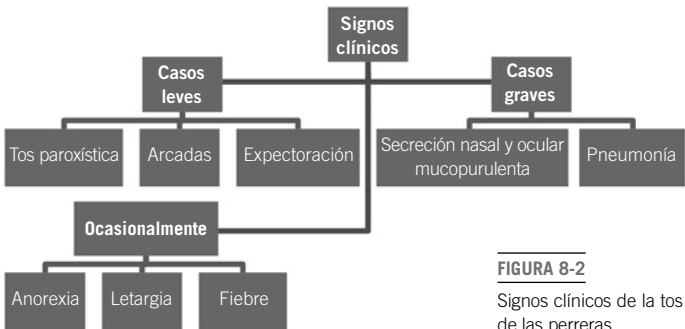 Signos
clínicos
Casos
leves
Casos
graves
Tos paroxística
Arcadas
Expectoración
Secreción nasal y ocular
mucopurulenta
Pneumonía
Ocasionalmente
Anorexia
Letargia
Fiebre
FIGURA 8-2
Signos clínicos de la tos
de las perreras